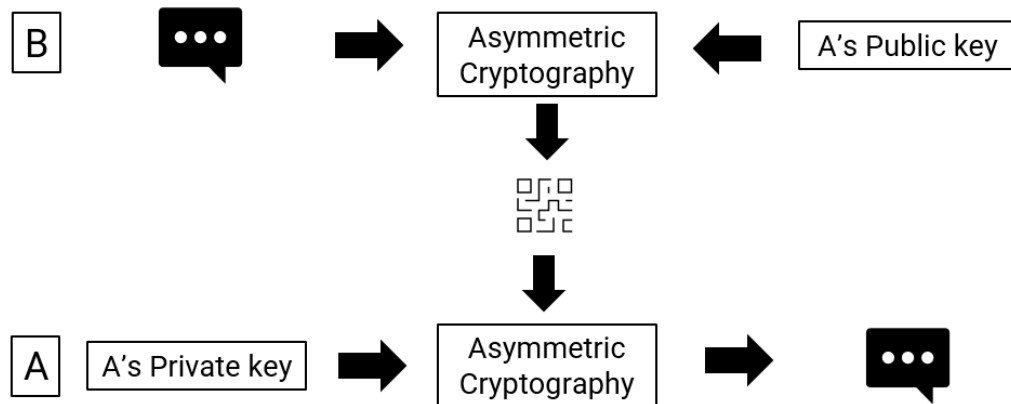 B
Asymmetric
Cryptography
A’s Public key
A
A’s Private key
Asymmetric
Cryptography